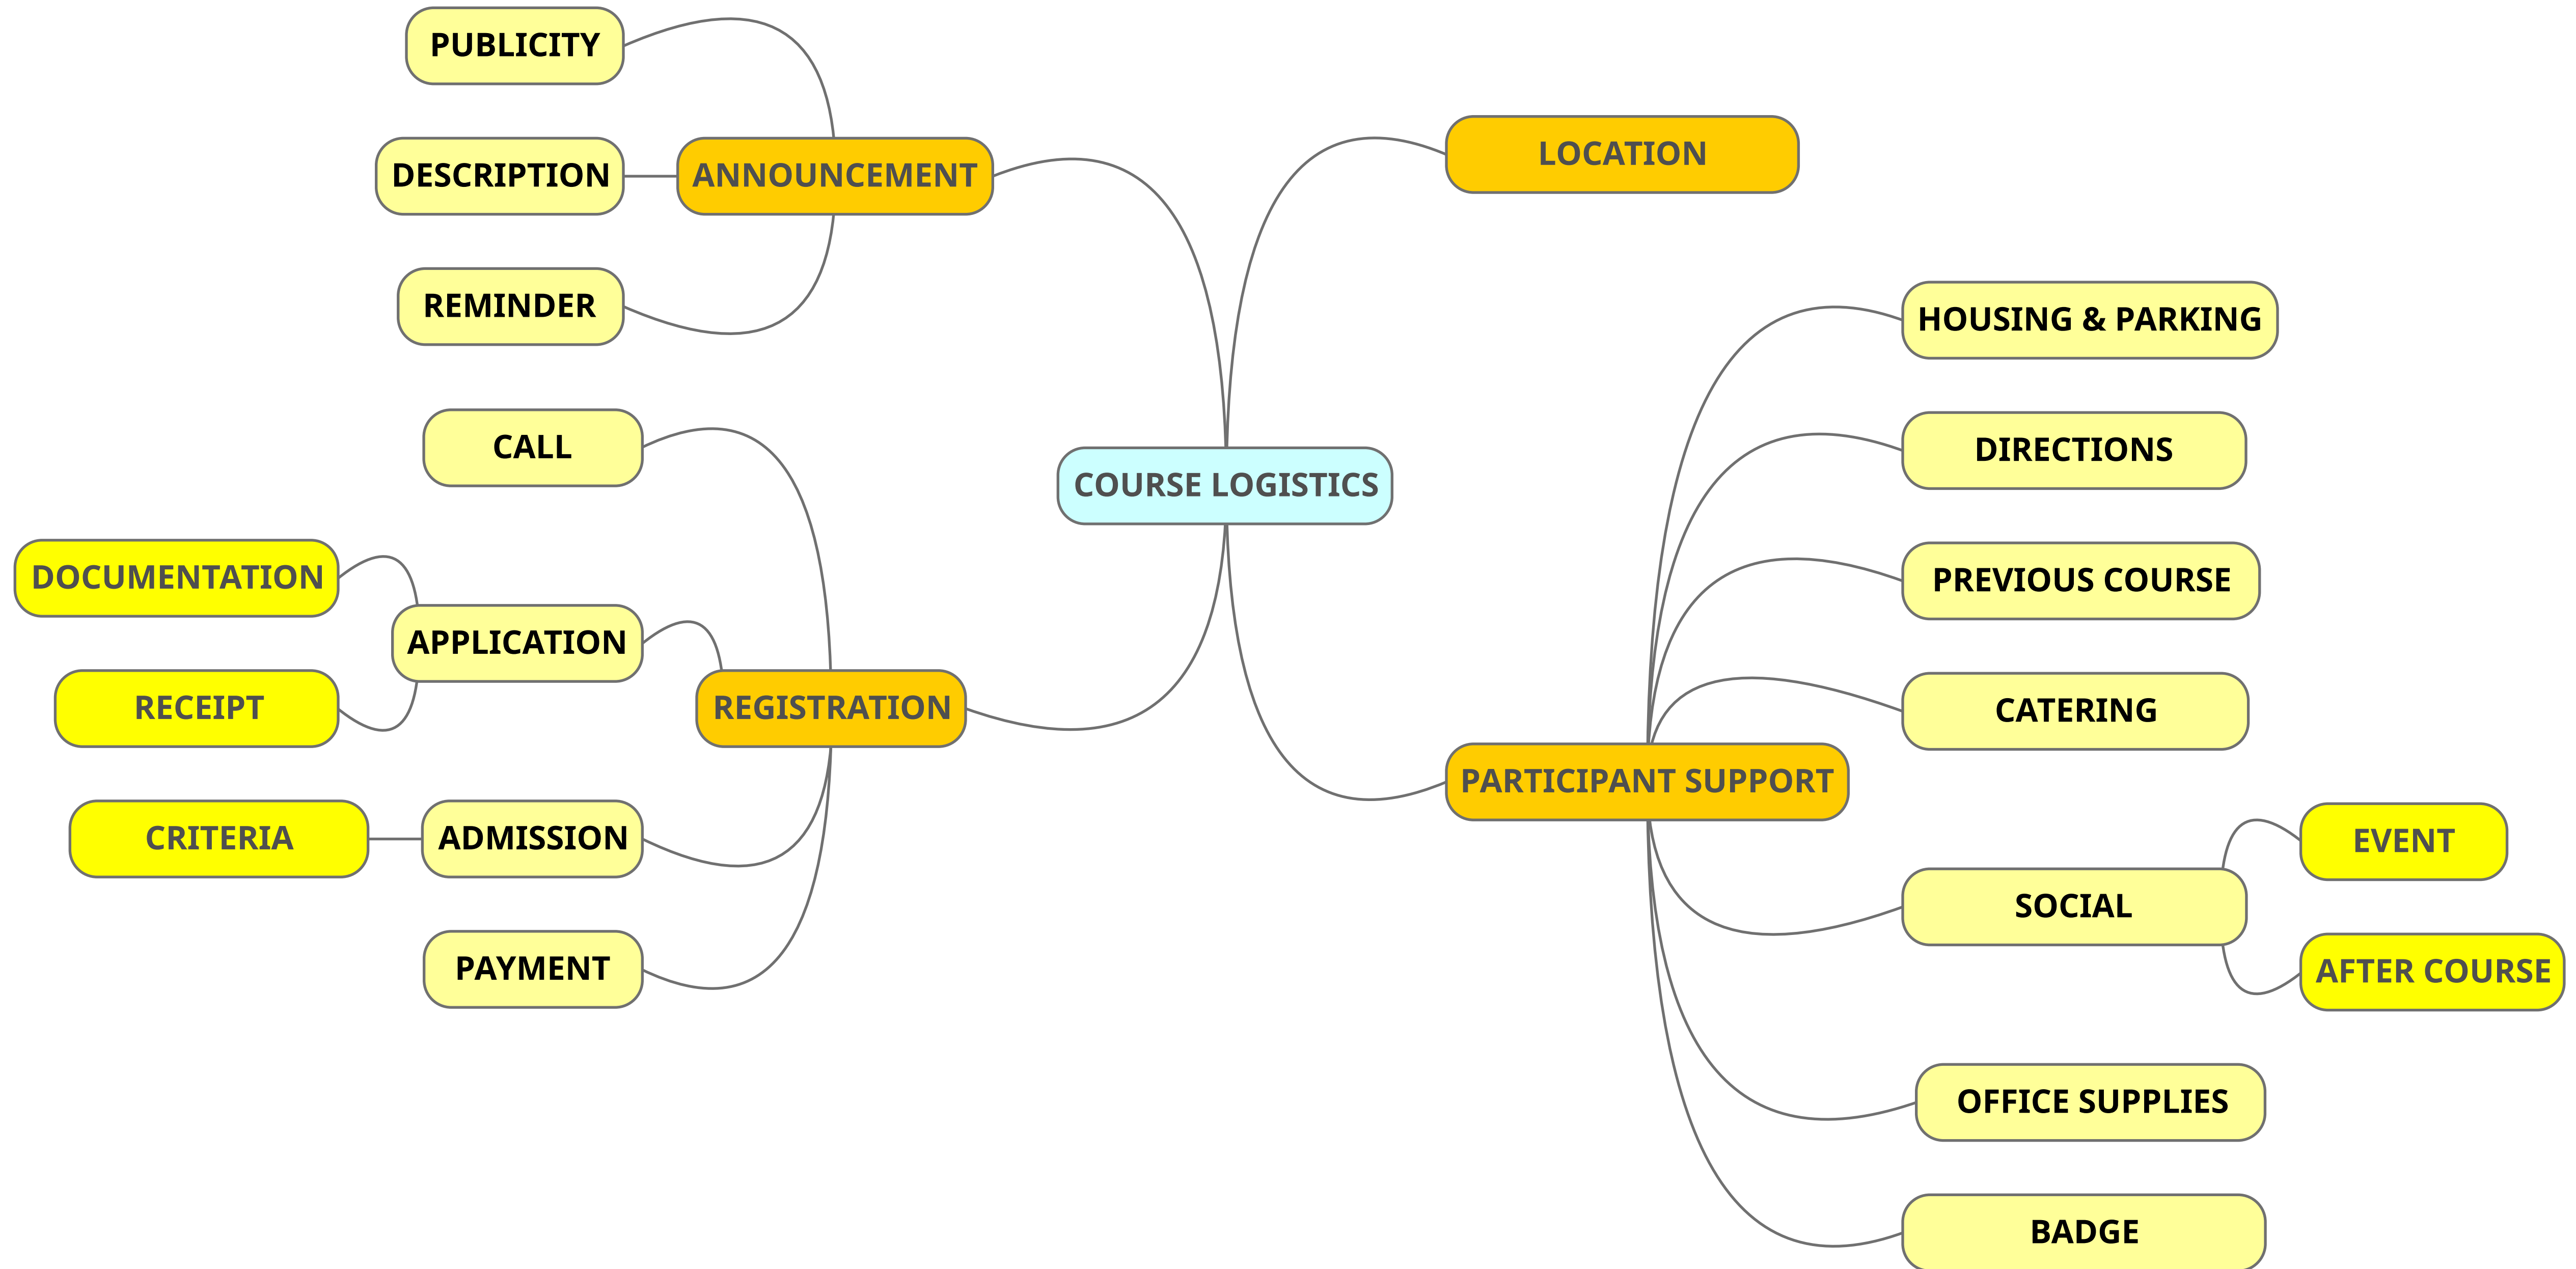 PUBLICITY
DESCRIPTION
ANNOUNCEMENT
REMINDER
CALL
DOCUMENTATION
APPLICATION
RECEIPT
REGISTRATION
CRITERIA
ADMISSION
PAYMENT
COURSE LOGISTICS
LOCATION
HOUSING & PARKING
DIRECTIONS
PREVIOUS COURSE
CATERING
PARTICIPANT SUPPORT
EVENT
SOCIAL
AFTER COURSE
OFFICE SUPPLIES
BADGE